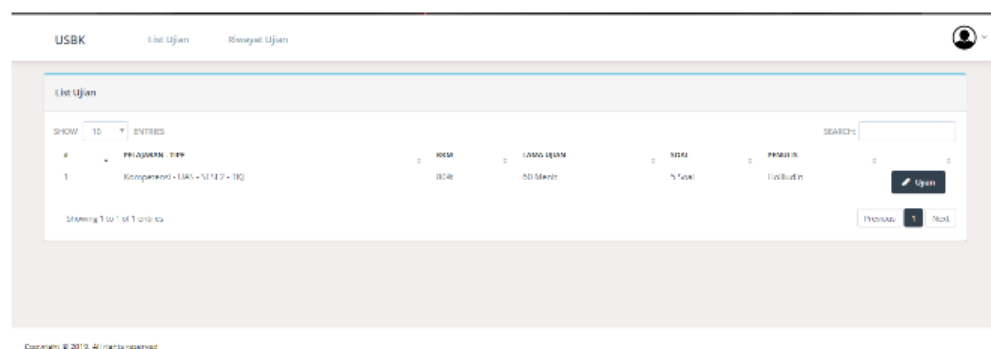 USBK List Ujian Riwayat Ujian
List Ujian
SHOW 10 ENTRIES SEARCH:
# PELAJARAN - TIPE KKM LAMA UJIAN SOAL PENULIS
1 Kompetensi - UAS - 2 - TKJ 80% 60 Menit 5 Soal Ujian
Showing 1 to 1 of 1 entries Previous 1 Next
Copyright © 2019. All rights reserved